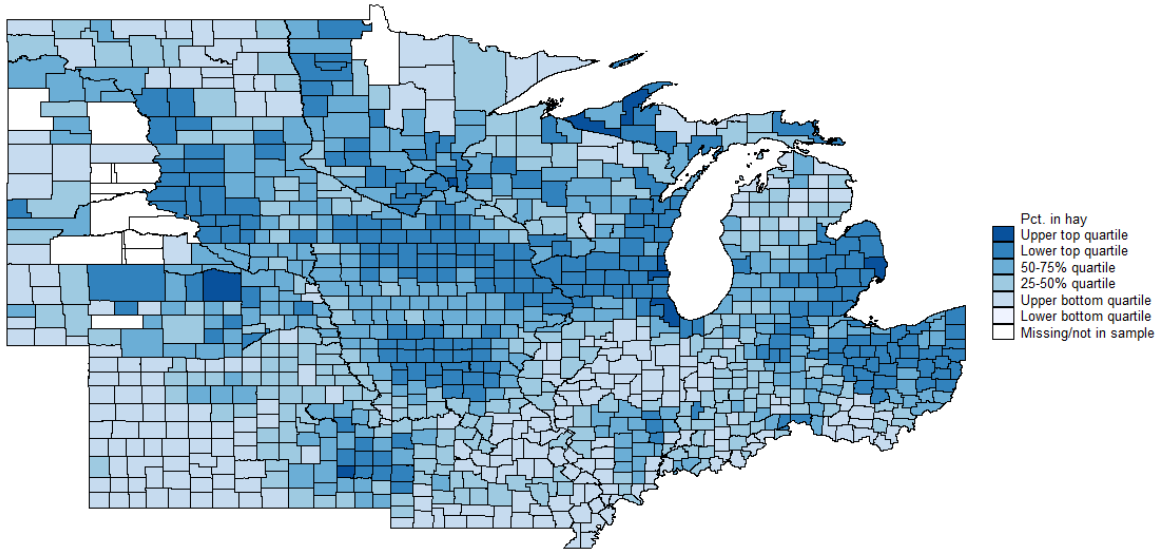 Pct. in hay
Upper top quartile
Lower top quartile
50-75% quartile
25-50% quartile
Upper bottom quartile
Lower bottom quartile
Missing/not in sample